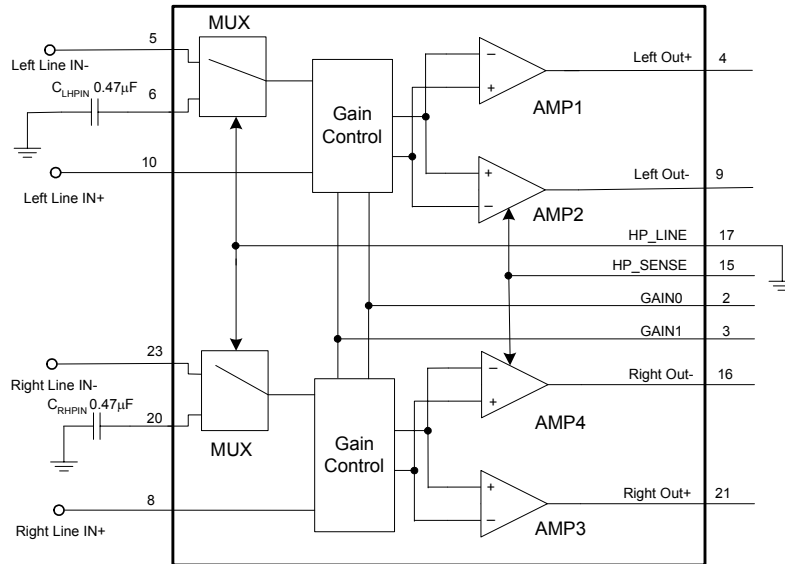 MUX
5
Left Line IN-
CLHPIN 0.47µF
6
10
Left Line IN+
Gain
Control
AMP1
Left Out+ 4
AMP2
Left Out- 9
HP_LINE 17
HP_SENSE 15
GAIN0 2
GAIN1 3
23
Right Line IN-
CRHPIN 0.47µF
20
MUX
8
Right Line IN+
Gain
Control
Right Out- 16
AMP4
Right Out+ 21
AMP3
- 
+
+
-
-
+
+
-